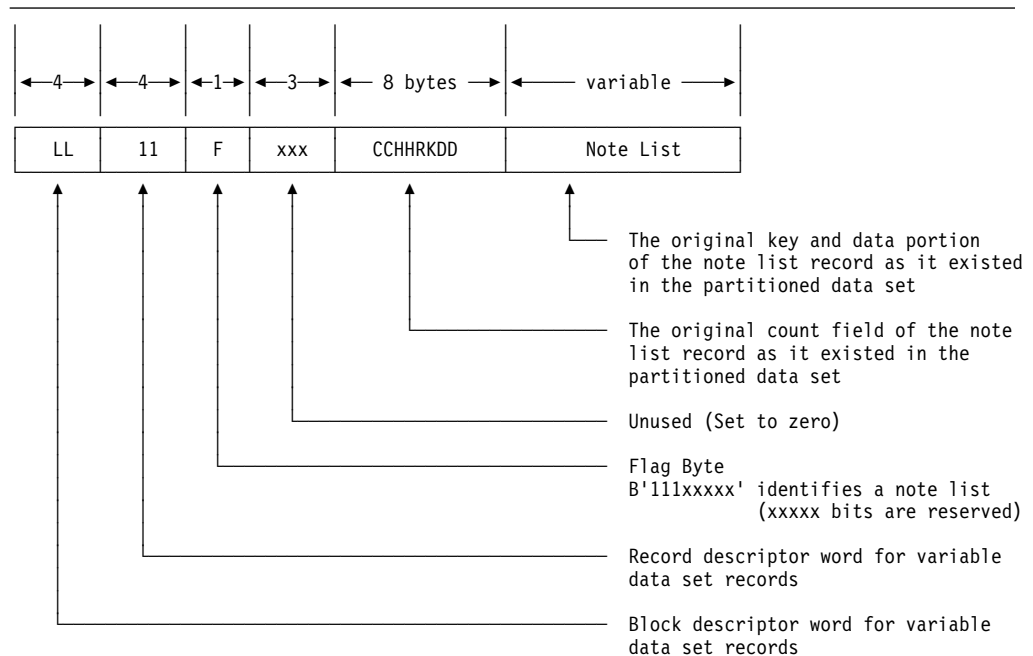 4 4 1 3 8 bytes variable
LL 11 F xxx CCHHRKDD Note List
The original key and data portion
of the note list record as it existed
in the partitioned data set
The original count field of the note
list record as it existed in the
partitioned data set
Unused (Set to zero)
Flag Byte
B'111xxxxx' identifies a note list
(xxxxx bits are reserved)
Record descriptor word for variable
data set records
Block descriptor word for variable
data set records